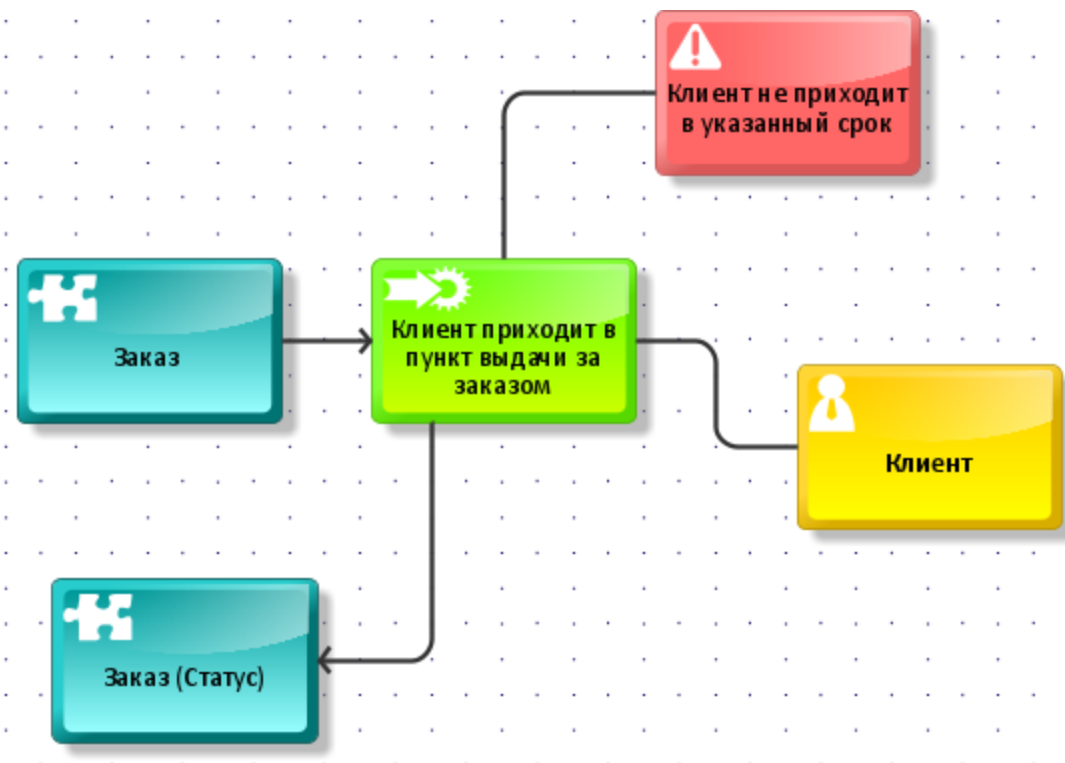 Клиент не приходит
в указанный срок
Заказ
Клиент приходит в
пункт выдачи за
заказом
Клиент
Заказ (Статус)